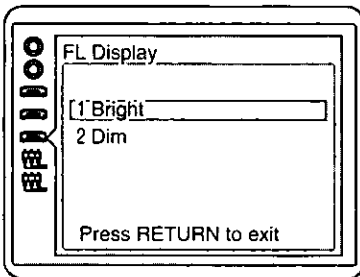 FL Display
1 Bright
2 Dim
Press RETURN to exit